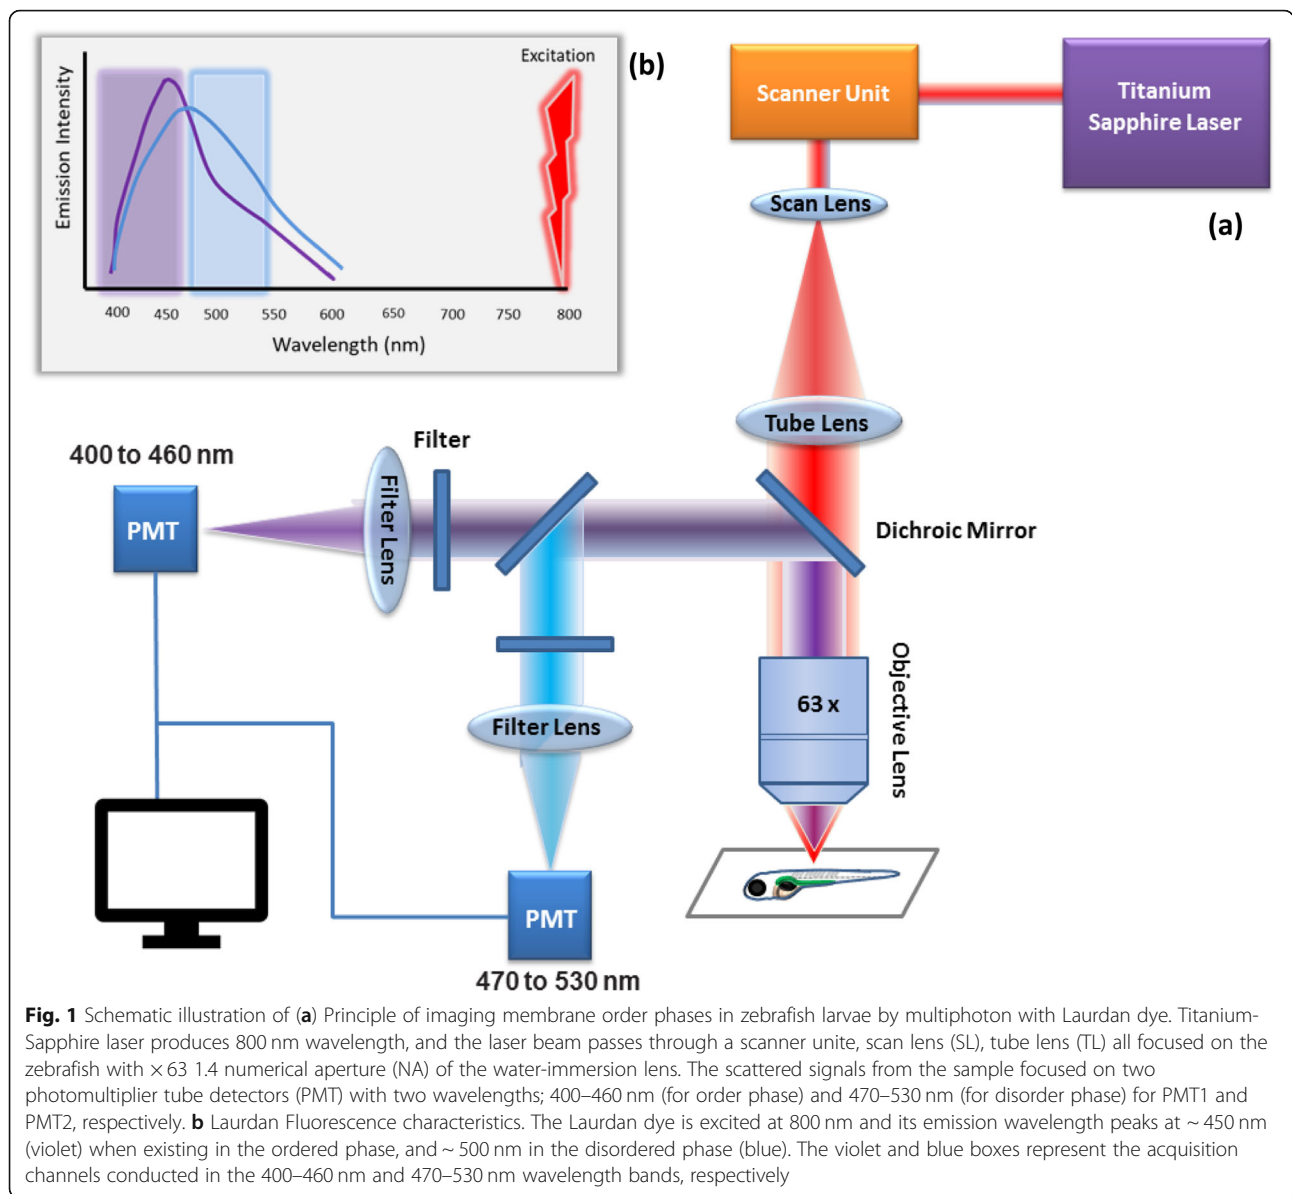 Excitation
(b)
Emission Intensity
400 450 500 550 600 650 700 750 800
Wavelength (nm)
Scanner Unit
Titanium
Sapphire Laser
(a)
Scan Lens
Tube Lens
Dichroic Mirror
Filter
400 to 460 nm
PMT
Filter Lens
Filter Lens
63 x
Objective Lens
PMT
470 to 530 nm
Fig. 1 Schematic illustration of (a) Principle of imaging membrane order phases in zebrafish larvae by multiphoton with Laurdan dye. Titanium-
Sapphire laser produces 800 nm wavelength, and the laser beam passes through a scanner unite, scan lens (SL), tube lens (TL) all focused on the
zebrafish with × 63 1.4 numerical aperture (NA) of the water-immersion lens. The scattered signals from the sample focused on two
photomultiplier tube detectors (PMT) with two wavelengths; 400–460 nm (for order phase) and 470–530 nm (for disorder phase) for PMT1 and
PMT2, respectively. b Laurdan Fluorescence characteristics. The Laurdan dye is excited at 800 nm and its emission wavelength peaks at ~ 450 nm
(violet) when existing in the ordered phase, and ~ 500 nm in the disordered phase (blue). The violet and blue boxes represent the acquisition
channels conducted in the 400–460 nm and 470–530 nm wavelength bands, respectively